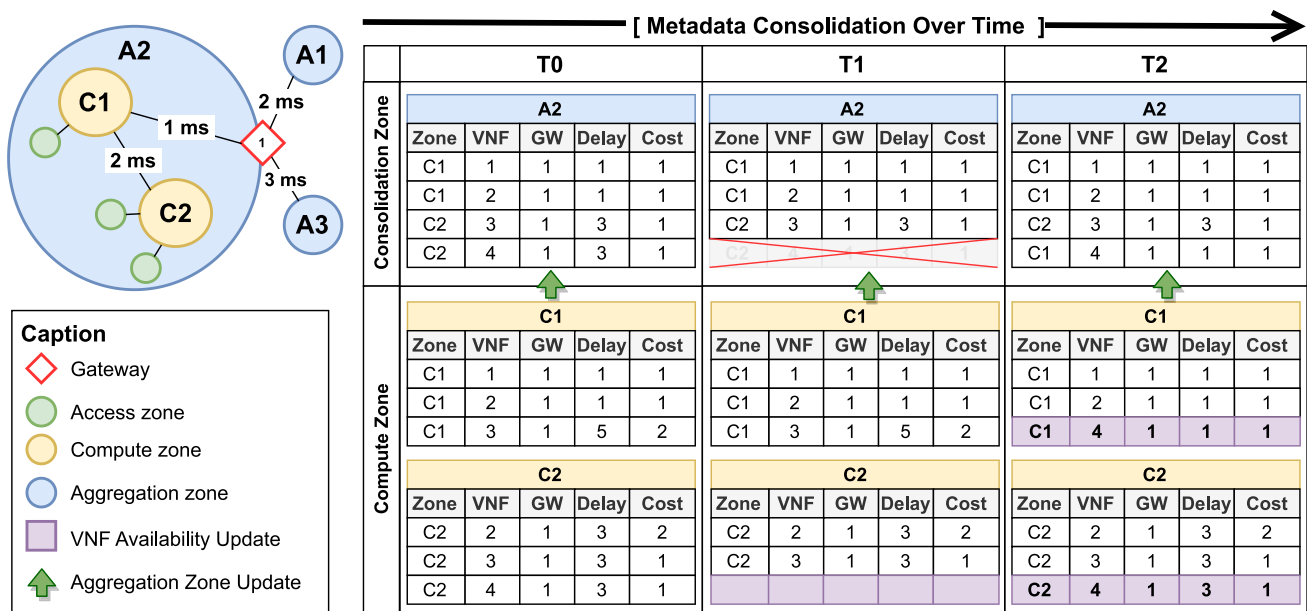 [ Metadata Consolidation Over Time ]
A2
A1
C1
2 ms
1 ms
1
2 ms
3 ms
C2
A3
Caption
Gateway
Access zone
Compute zone
Aggregation zone
VNF Availability Update
Aggregation Zone Update
T0 T1 T2
Consolidation Zone
A2
Zone VNF GW Delay Cost
C1 1 1 1 1
C1 2 1 1 1
C2 3 1 3 1
C2 4 1 3 1
A2
Zone VNF GW Delay Cost
C1 1 1 1 1
C1 2 1 1 1
C2 3 1 3 1
C2 4 1 3 1
A2
Zone VNF GW Delay Cost
C1 1 1 1 1
C1 2 1 1 1
C2 3 1 3 1
C1 4 1 1 1
Compute Zone
C1
Zone VNF GW Delay Cost
C1 1 1 1 1
C1 2 1 1 1
C1 3 1 5 2
C1
Zone VNF GW Delay Cost
C1 1 1 1 1
C1 2 1 1 1
C1 3 1 5 2
C1
Zone VNF GW Delay Cost
C1 1 1 1 1
C1 2 1 1 1
C1 4 1 1 1
C2
Zone VNF GW Delay Cost
C2 2 1 3 2
C2 3 1 3 1
C2 4 1 3 1
C2
Zone VNF GW Delay Cost
C2 2 1 3 2
C2 3 1 3 1
C2
Zone VNF GW Delay Cost
C2 2 1 3 2
C2 3 1 3 1
C2 4 1 3 1